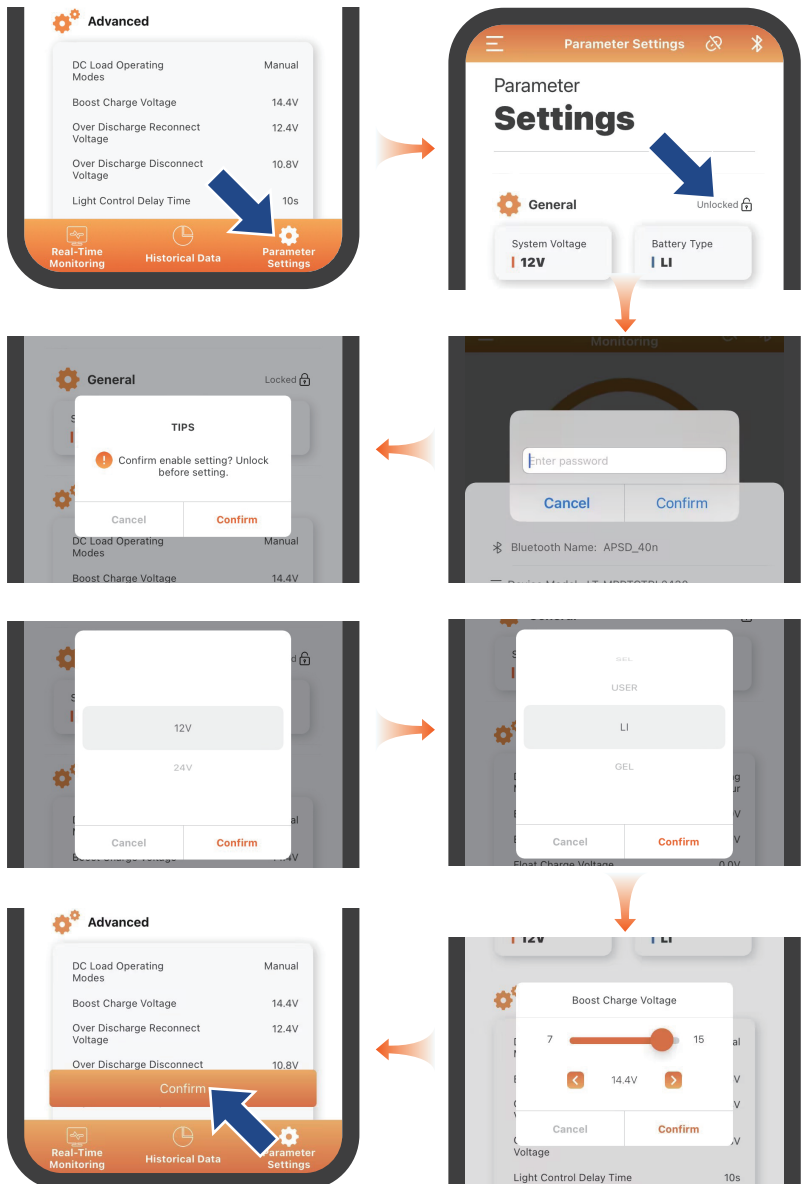 Advanced
DC Load Operating Modes Manual
Boost Charge Voltage 14.4V
Over Discharge Reconnect Voltage 12.4V
Over Discharge Disconnect Voltage 10.8V
Light Control Delay Time 10s
Real-Time Monitoring
Historical Data
Parameter Settings
Parameter Settings
Parameter
Settings
General
Unlocked
System Voltage
12V
Battery Type
LI
General
Locked
TIPS
Confirm enable setting? Unlock
before setting.
Cancel Confirm
DC Load Operating Modes Manual
Boost Charge Voltage 14.4V
Monitoring
Enter password
Cancel Confirm
Bluetooth Name: APSD_40n
12V
24V
Cancel Confirm
GEL
USER
LI
GEL
Cancel Confirm
Float Charge Voltage 0.0V
Advanced
DC Load Operating Modes Manual
Boost Charge Voltage 14.4V
Over Discharge Reconnect Voltage 12.4V
Over Discharge Disconnect 10.8V
Confirm
Real-Time Monitoring
Historical Data
Parameter Settings
12V
LI
Boost Charge Voltage
7 15
14.4V
Cancel Confirm
Voltage
Light Control Delay Time 10s